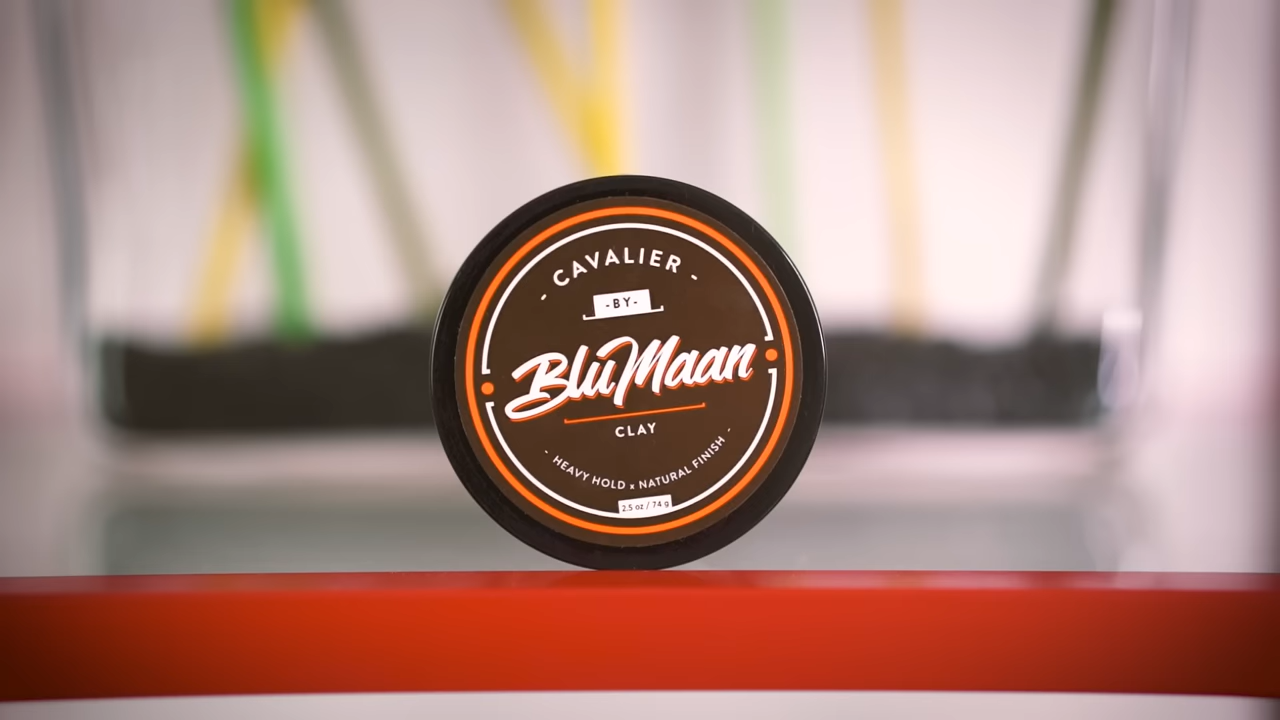 - CAVALIER -
-BY-
BluMaan
CLAY
- HEAVY HOLD x NATURAL FINISH -
2.5 oz / 74 g